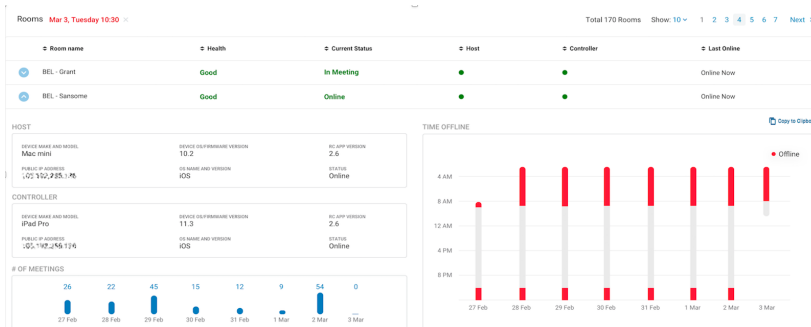 Rooms Mar 3, Tuesday 10:30
Total 170 Rooms Show: 10 1 2 3 4 5 6 7 Next
Room name Health Current Status Host Controller Last Online
BEL - Grant Good In Meeting Online Now
BEL - Sansome Good Online Online Now
Copy to Clipbo
HOST
DEVICE MAKE AND MODEL DEVICE OS/FIRMWARE VERSION RC APP VERSION
Mac mini 10.2 2.6
PUBLIC IP ADDRESS OS NAME AND VERSION STATUS
iOS Online
CONTROLLER
DEVICE MAKE AND MODEL DEVICE OS/FIRMWARE VERSION RC APP VERSION
iPad Pro 11.3 2.6
PUBLIC IP ADDRESS OS NAME AND VERSION STATUS
iOS Online
# OF MEETINGS
26 22 45 15 12 9 54 0
27 Feb 28 Feb 29 Feb 30 Feb 31 Feb 1 Mar 2 Mar 3 Mar
TIME OFFLINE
Offline
4 AM
8 AM
12 AM
4 PM
8 PM
27 Feb 28 Feb 29 Feb 30 Feb 31 Feb 1 Mar 2 Mar 3 Mar